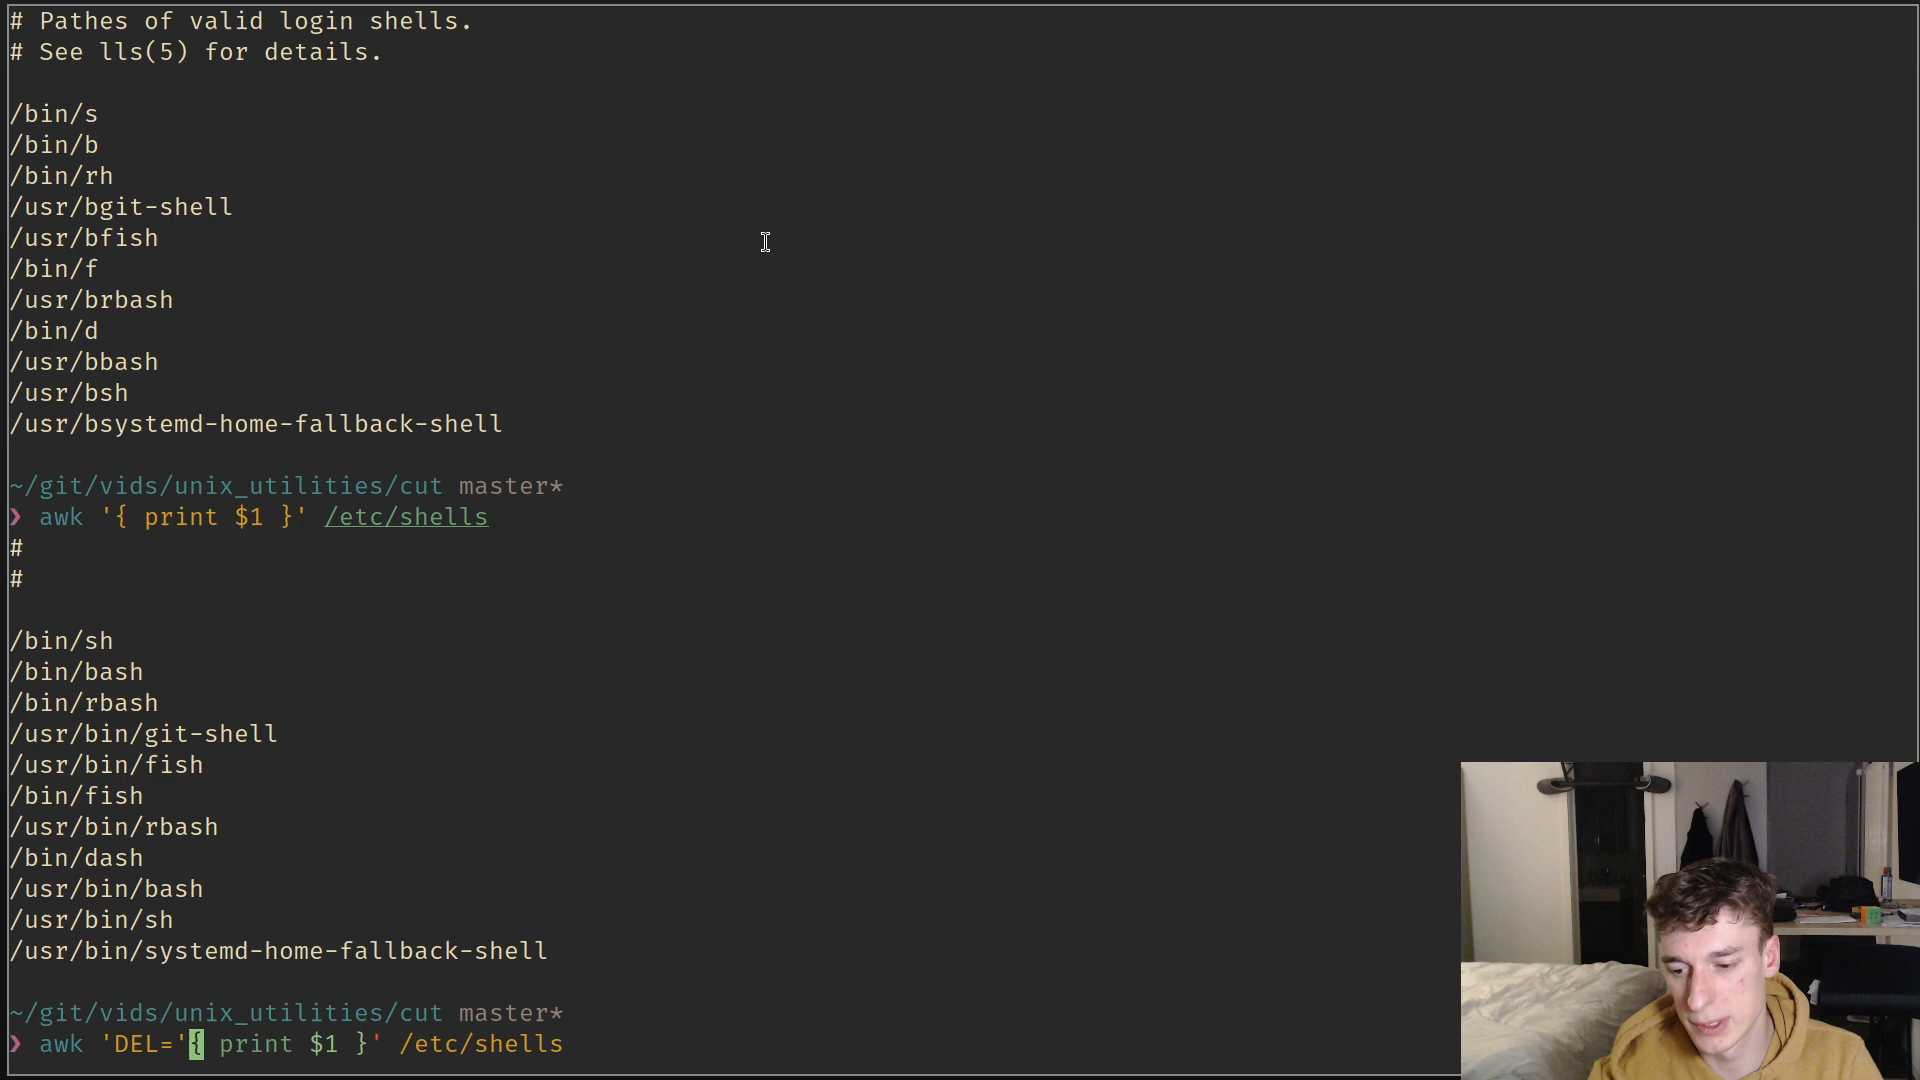 # Pathes of valid login shells.
# See lls(5) for details.
/bin/s
/bin/b
/bin/rh
/usr/bgit-shell
/usr/bfish
/bin/f
/usr/brbash
/bin/d
/usr/bbash
/usr/bsh
/usr/bsystemd-home-fallback-shell
~/git/vids/unix_utilities/cut master*
❯ awk '{ print $1 }' /etc/shells
#
#
/bin/sh
/bin/bash
/bin/rbash
/usr/bin/git-shell
/usr/bin/fish
/bin/fish
/usr/bin/rbash
/bin/dash
/usr/bin/bash
/usr/bin/sh
/usr/bin/systemd-home-fallback-shell
~/git/vids/unix_utilities/cut master*
❯ awk 'DEL='{ print $1 }' /etc/shells